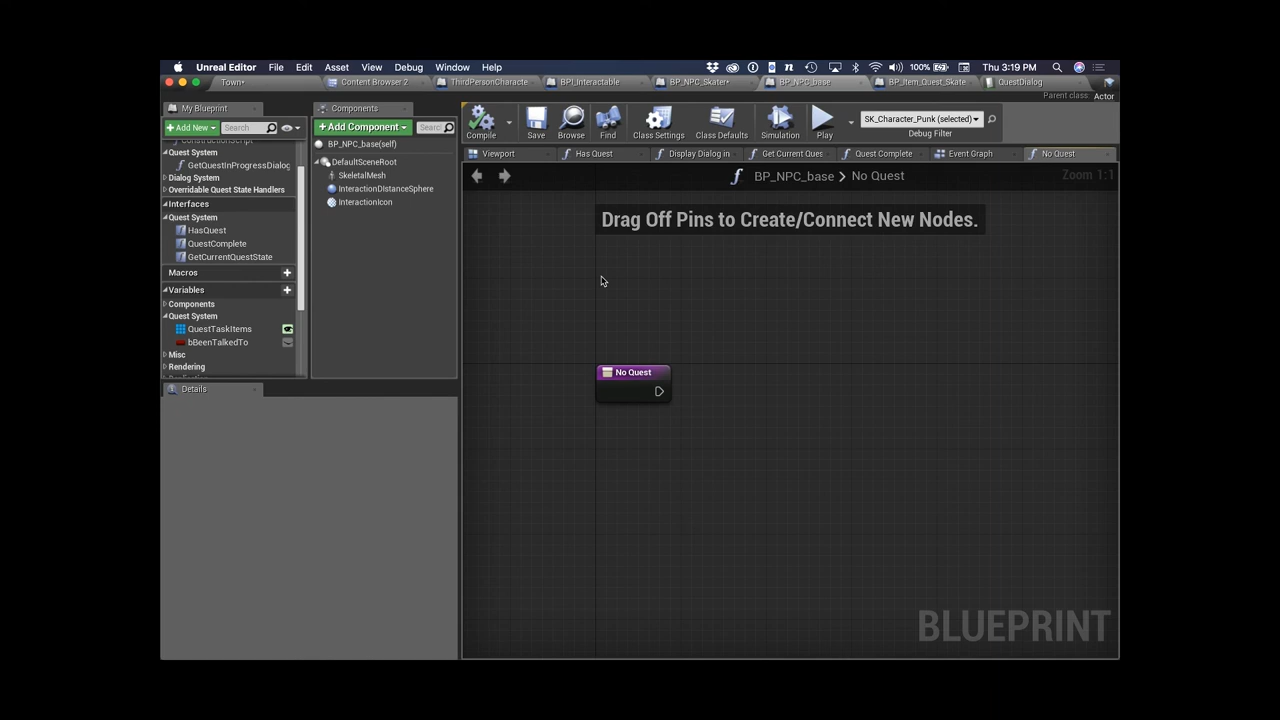 Unreal Editor File Edit Asset View Debug Window Help 100% Thu 3:19 PM
Town* Content Browser 2 ThirdPersonCharacte BPI_Interactable BP_NPC_Skater* BP_NPC_base BP_Item_Quest_Skate QuestDialog
Parent class: Actor
My Blueprint Components
+Add New Search
+ Add Component Searc
Compile Save Browse Find Class Settings Class Defaults Simulation Play
SK_Character_Punk (selected)
Debug Filter
ConstructionScript
Quest System
GetQuestInProgressDialog
Dialog System
Overridable Quest State Handlers
Interfaces
Quest System
HasQuest
QuestComplete
GetCurrentQuestState
Macros
Variables
Components
Quest System
QuestTaskItems
bBeenTalkedTo
Misc
Rendering
BP_NPC_base(self)
DefaultSceneRoot
SkeletalMesh
InteractionDistanceSphere
InteractionIcon
Details
Viewport Has Quest Display Dialog in Get Current Ques Quest Complete Event Graph No Quest
BP_NPC_base > No Quest
Zoom 1:1
Drag Off Pins to Create/Connect New Nodes.
No Quest
BLUEPRINT